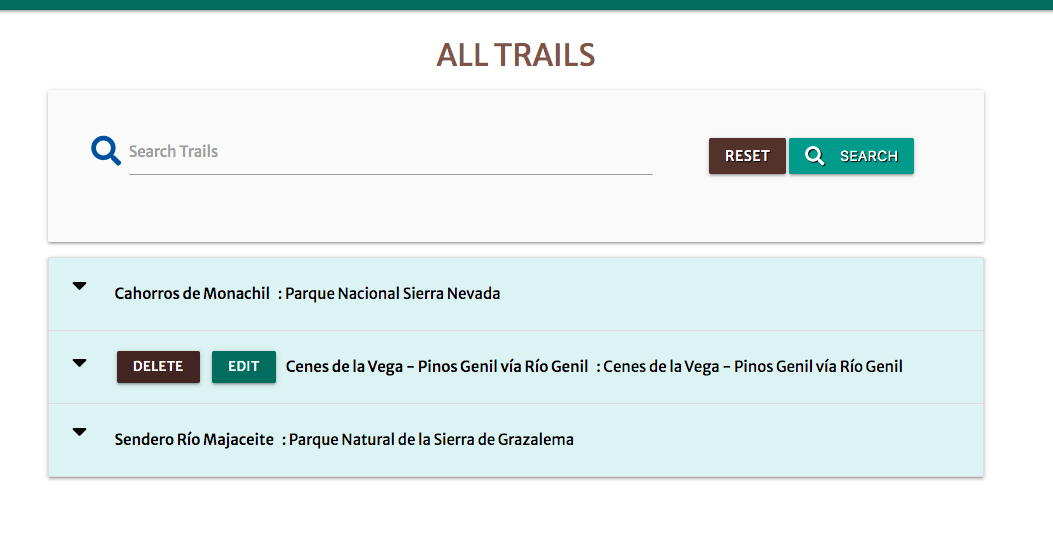 ALL TRAILS
Search Trails
RESET SEARCH
Cahorros de Monachil : Parque Nacional Sierra Nevada
DELETE EDIT Cenes de la Vega - Pinos Genil vía Río Genil : Cenes de la Vega - Pinos Genil vía Río Genil
Sendero Río Majaceite : Parque Natural de la Sierra de Grazalema